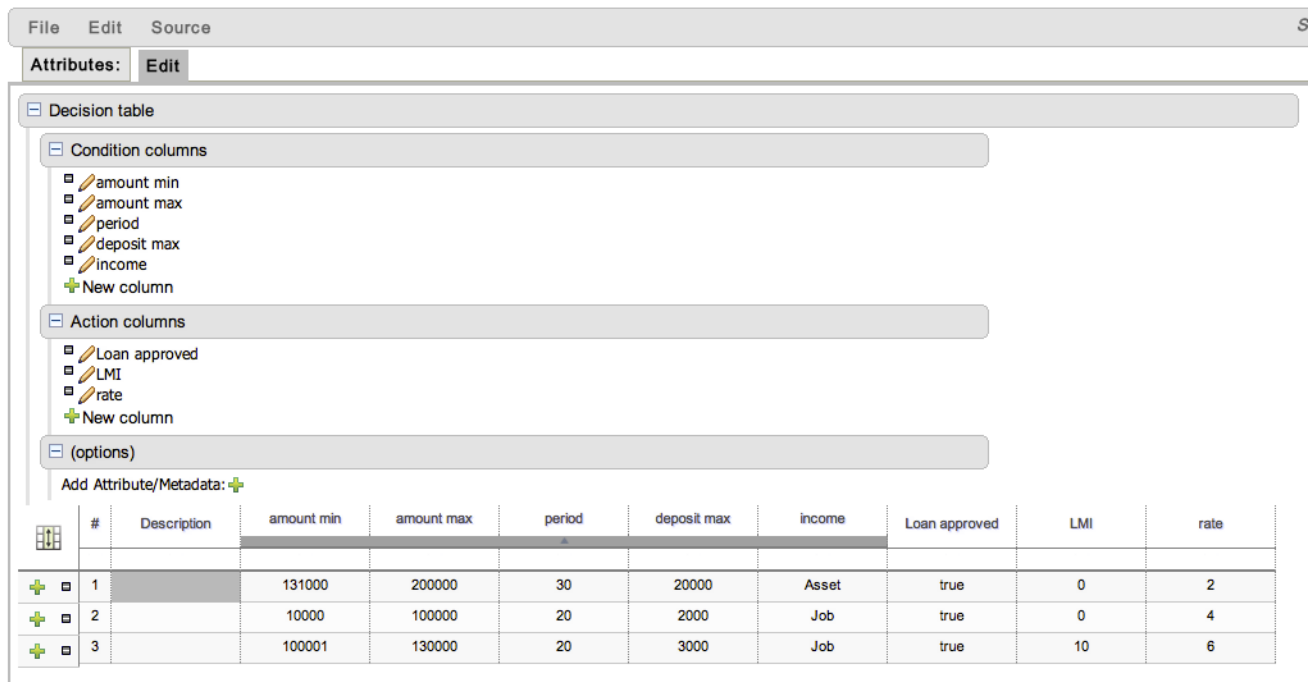 File Edit Source S
Attributes: Edit
Decision table
Condition columns
amount min
amount max
period
deposit max
income
New column
Action columns
Loan approved
LMI
rate
New column
(options)
Add Attribute/Metadata:
# Description amount min amount max period deposit max income Loan approved LMI rate
1 131000 200000 30 20000 Asset true 0 2
2 10000 100000 20 2000 Job true 0 4
3 100001 130000 20 3000 Job true 10 6